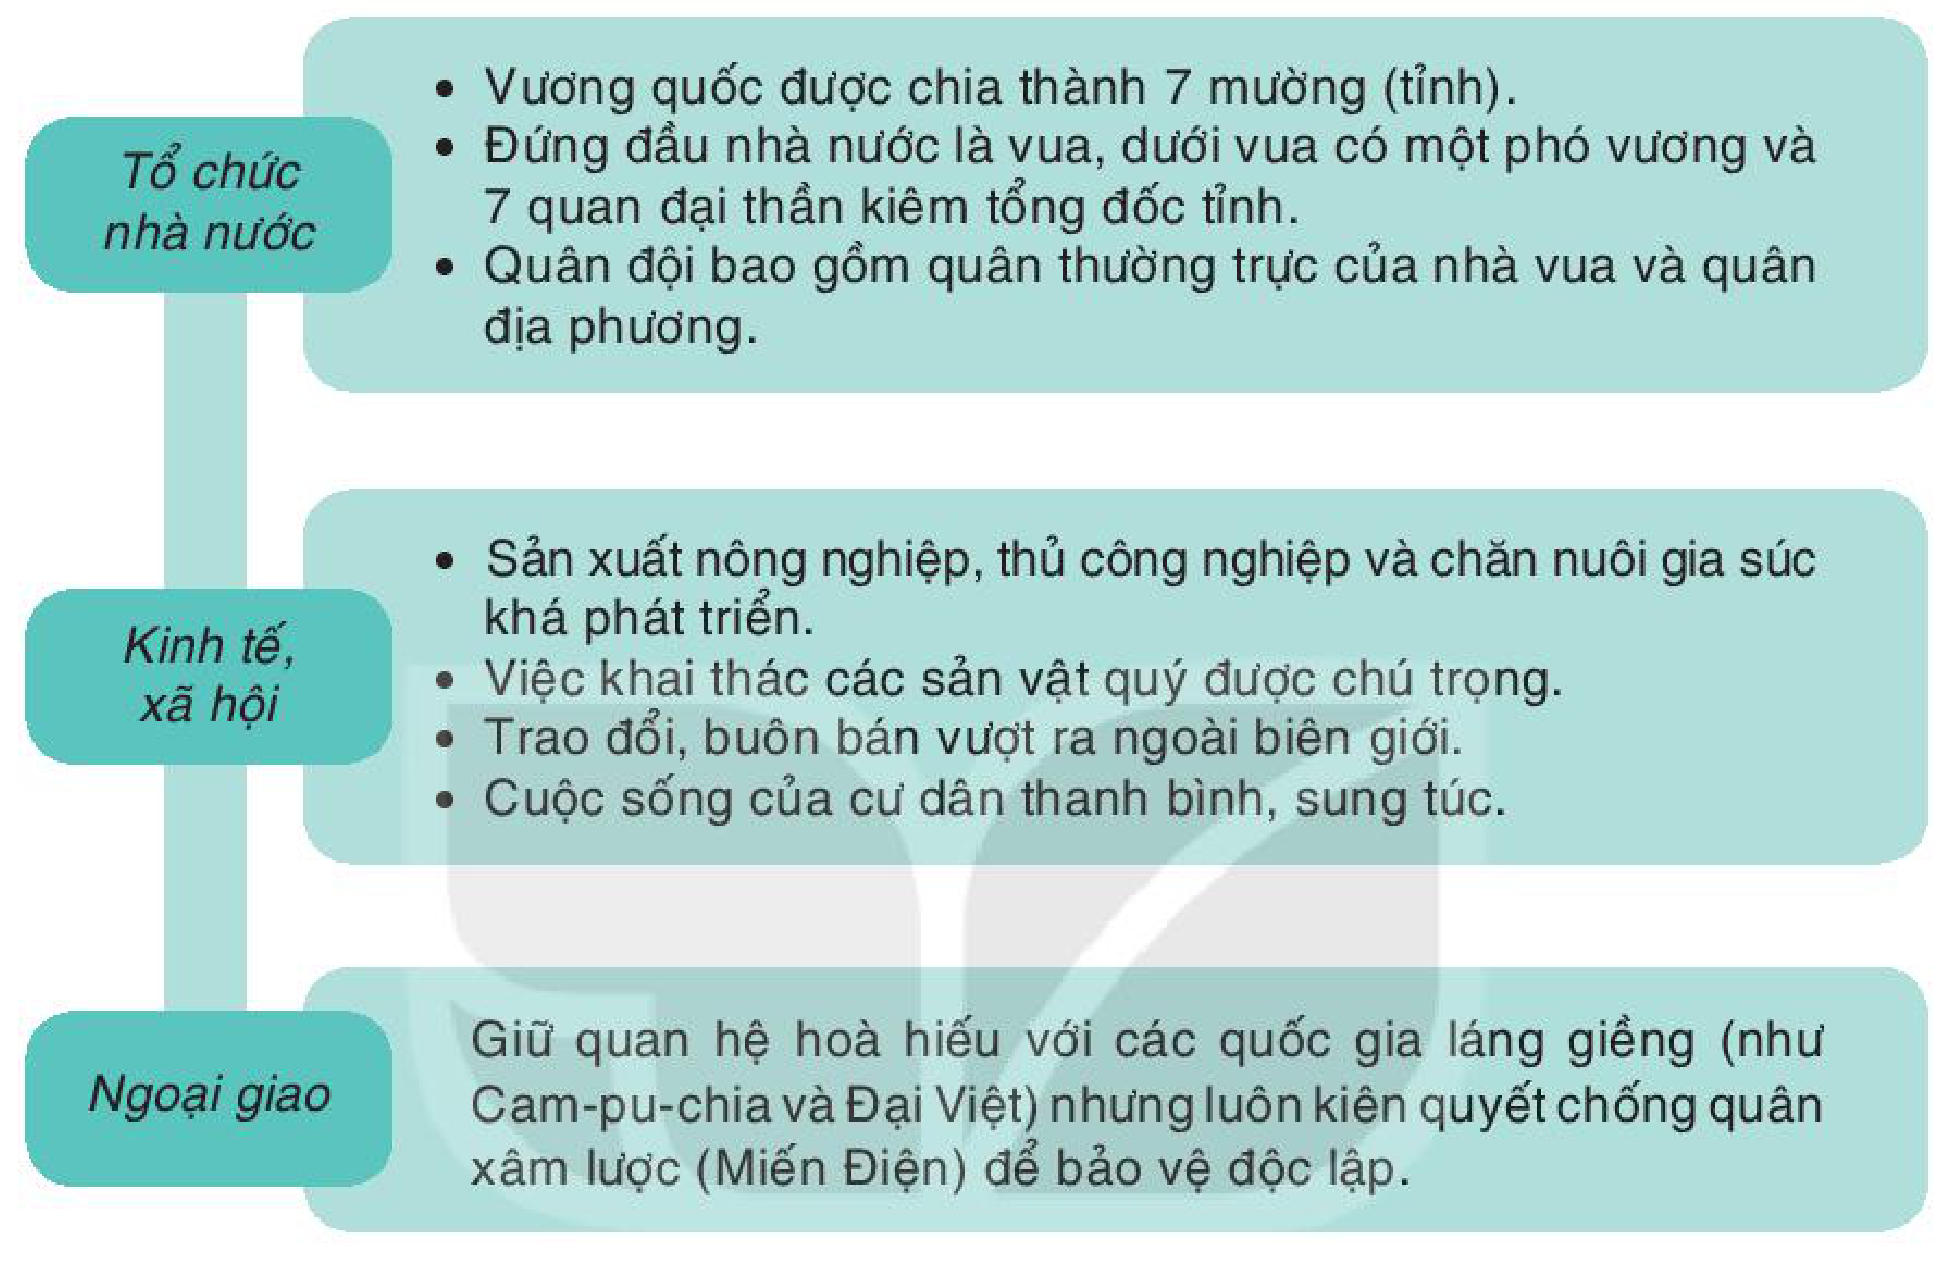 Tổ chức
nhà nước
• Vương quốc được chia thành 7 mường (tỉnh).
• Đứng đầu nhà nước là vua, dưới vua có một phó vương và
7 quan đại thần kiêm tổng đốc tỉnh.
• Quân đội bao gồm quân thường trực của nhà vua và quân
địa phương.
Kinh tế,
xã hội
• Sản xuất nông nghiệp, thủ công nghiệp và chăn nuôi gia súc
khá phát triển.
• Việc khai thác các sản vật quý được chú trọng.
• Trao đổi, buôn bán vượt ra ngoài biên giới.
• Cuộc sống của cư dân thanh bình, sung túc.
Ngoại giao
Giữ quan hệ hoà hiếu với các quốc gia láng giềng (như
Cam-pu-chia và Đại Việt) nhưng luôn kiên quyết chống quân
xâm lược (Miến Điện) để bảo vệ độc lập.